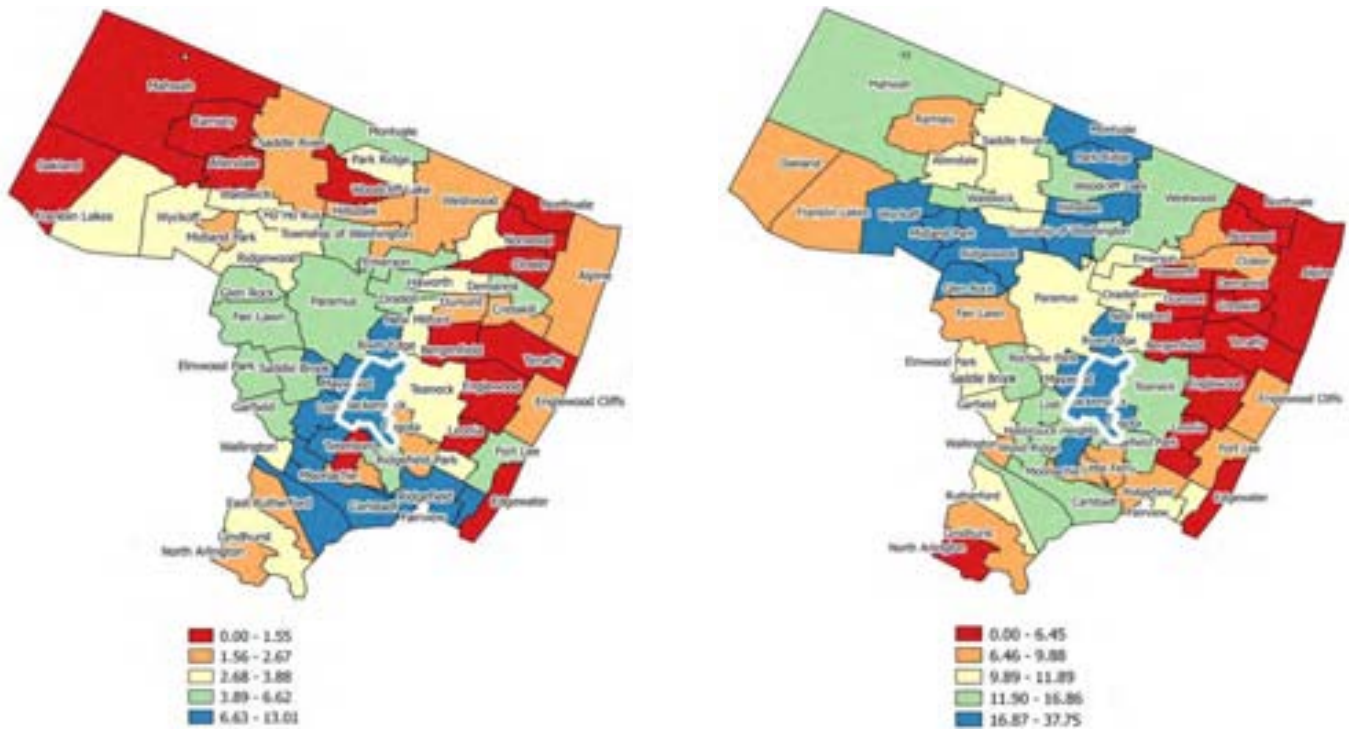 Mahwah
Ramsey
Saddle River
Montvale
Park Ridge
Oakland
Allendale
Woodcliff Lake
Westwood
Northvale
Franklin Lakes
Wyckoff
Waldwick
Hillsdale
Norwood
Midland Park
Township of Washington
Closter
Alpine
Ridgewood
Emerson
Glen Rock
Paramus
Oradell
Haworth
Demarest
Dumont
Cresskill
Fair Lawn
New Milford
River Edge
Bergenfield
Tenafly
Elmwood Park
Saddle Brook
Maywood
Teaneck
Englewood
Englewood Cliffs
Garfield
Lodi
Leonia
Wallington
Ridgefield Park
Fort Lee
Moonachie
East Rutherford
Carlstadt
Ridgefield
Edgewater
Fairview
Lyndhurst
North Arlington
0.00 - 1.55
1.56 - 2.67
2.68 - 3.88
3.89 - 6.62
6.63 - 13.01
Mahwah
Ramsey
Saddle River
Montvale
Park Ridge
Oakland
Allendale
Woodcliff Lake
Westwood
Northvale
Franklin Lakes
Wyckoff
Waldwick
Midland Park
Township of Washington
Norwood
Closter
Alpine
Ridgewood
Emerson
Haworth
Demarest
Glen Rock
Paramus
Oradell
Dumont
Cresskill
Fair Lawn
New Milford
River Edge
Bergenfield
Tenafly
Elmwood Park
Rochelle Park
Saddle Brook
Maywood
Teaneck
Englewood
Englewood Cliffs
Garfield
Lodi
Wallington
Wood Ridge
Fort Lee
Moonachie
Little Ferry
Rutherford
Carlstadt
Ridgefield
Edgewater
Fairview
Lyndhurst
North Arlington
0.00 - 6.45
6.46 - 9.88
9.89 - 11.89
11.90 - 16.86
16.87 - 37.75